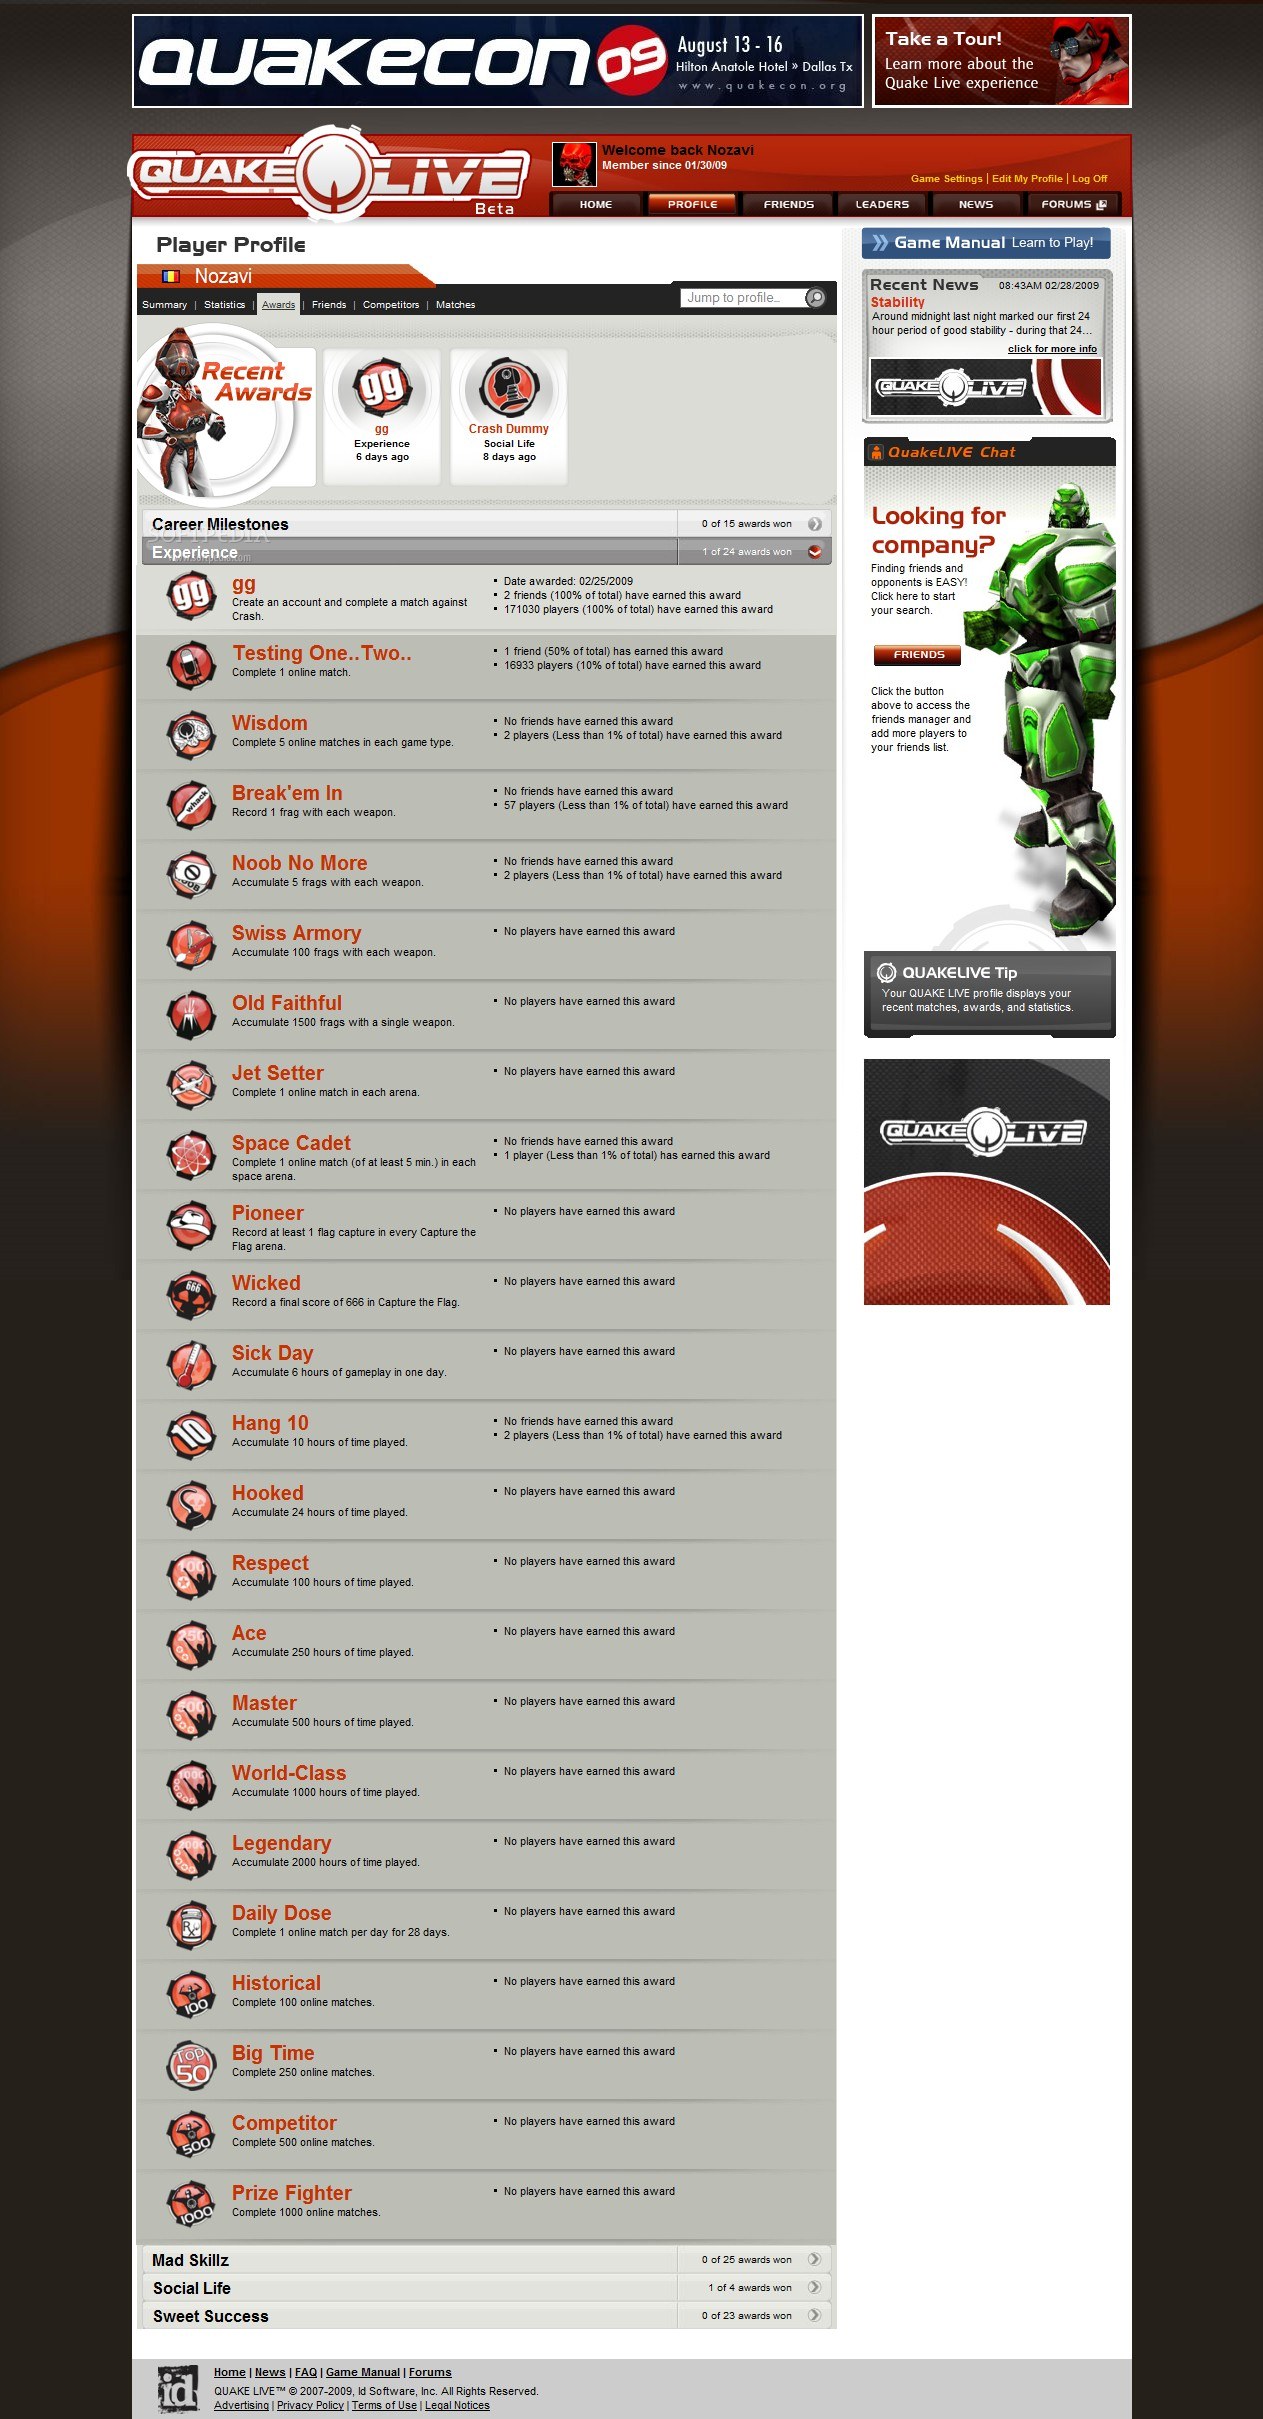 QUAKECON 09
August 13 - 16
Hilton Anatole Hotel » Dallas Tx
www.quakecon.org
Take a Tour!
Learn more about the
Quake Live experience
QUAKE LIVE
Beta
Welcome back Nozavi
Member since 01/30/09
Game Settings | Edit My Profile | Log Off
HOME PROFILE FRIENDS LEADERS NEWS FORUMS
Player Profile
Nozavi
Summary | Statistics | Awards | Friends | Competitors | Matches
Jump to profile...
Recent
Awards
gg
gg
Experience
6 days ago
Crash Dummy
Social Life
8 days ago
Career Milestones 0 of 15 awards won
SOFTPEDIA
Experience 1 of 24 awards won
gg
gg
Create an account and complete a match against
Crash.
Date awarded: 02/25/2009
2 friends (100% of total) have earned this award
171030 players (100% of total) have earned this award
Testing One..Two..
Complete 1 online match.
1 friend (50% of total) has earned this award
16933 players (10% of total) have earned this award
Wisdom
Complete 5 online matches in each game type.
No friends have earned this award
2 players (Less than 1% of total) have earned this award
whack
Break'em In
Record 1 frag with each weapon.
No friends have earned this award
57 players (Less than 1% of total) have earned this award
Noob No More
Accumulate 5 frags with each weapon.
No friends have earned this award
2 players (Less than 1% of total) have earned this award
Swiss Armory
Accumulate 100 frags with each weapon.
No players have earned this award
Old Faithful
Accumulate 1500 frags with a single weapon.
No players have earned this award
Jet Setter
Complete 1 online match in each arena.
No players have earned this award
Space Cadet
Complete 1 online match (of at least 5 min.) in each
space arena.
No friends have earned this award
1 player (Less than 1% of total) has earned this award
Pioneer
Record at least 1 flag capture in every Capture the
Flag arena.
No players have earned this award
666
Wicked
Record a final score of 666 in Capture the Flag.
No players have earned this award
Sick Day
Accumulate 6 hours of gameplay in one day.
No players have earned this award
10
Hang 10
Accumulate 10 hours of time played.
No friends have earned this award
2 players (Less than 1% of total) have earned this award
Hooked
Accumulate 24 hours of time played.
No players have earned this award
100
Respect
Accumulate 100 hours of time played.
No players have earned this award
250
Ace
Accumulate 250 hours of time played.
No players have earned this award
500
Master
Accumulate 500 hours of time played.
No players have earned this award
1000
World-Class
Accumulate 1000 hours of time played.
No players have earned this award
Legendary
Accumulate 2000 hours of time played.
No players have earned this award
Rx
Daily Dose
Complete 1 online match per day for 28 days.
No players have earned this award
100
Historical
Complete 100 online matches.
No players have earned this award
TOP
50
Big Time
Complete 250 online matches.
No players have earned this award
500
Competitor
Complete 500 online matches.
No players have earned this award
1000
Prize Fighter
Complete 1000 online matches.
No players have earned this award
Mad Skillz 0 of 25 awards won
Social Life 1 of 4 awards won
Sweet Success 0 of 23 awards won
Game Manual Learn to Play!
Recent News 08:43AM 02/28/2009
Stability
Around midnight last night marked our first 24
hour period of good stability - during that 24...
click for more info
QUAKE LIVE
QuakeLIVE Chat
Looking for
company?
Finding friends and
opponents is EASY!
Click here to start
your search.
FRIENDS
Click the button
above to access the
friends manager and
add more players to
your friends list.
QUAKELIVE Tip
Your QUAKE LIVE profile displays your
recent matches, awards, and statistics.
QUAKE LIVE
id
Home | News | FAQ | Game Manual | Forums
QUAKE LIVE™ © 2007-2009, Id Software, Inc. All Rights Reserved.
Advertising | Privacy Policy | Terms of Use | Legal Notices